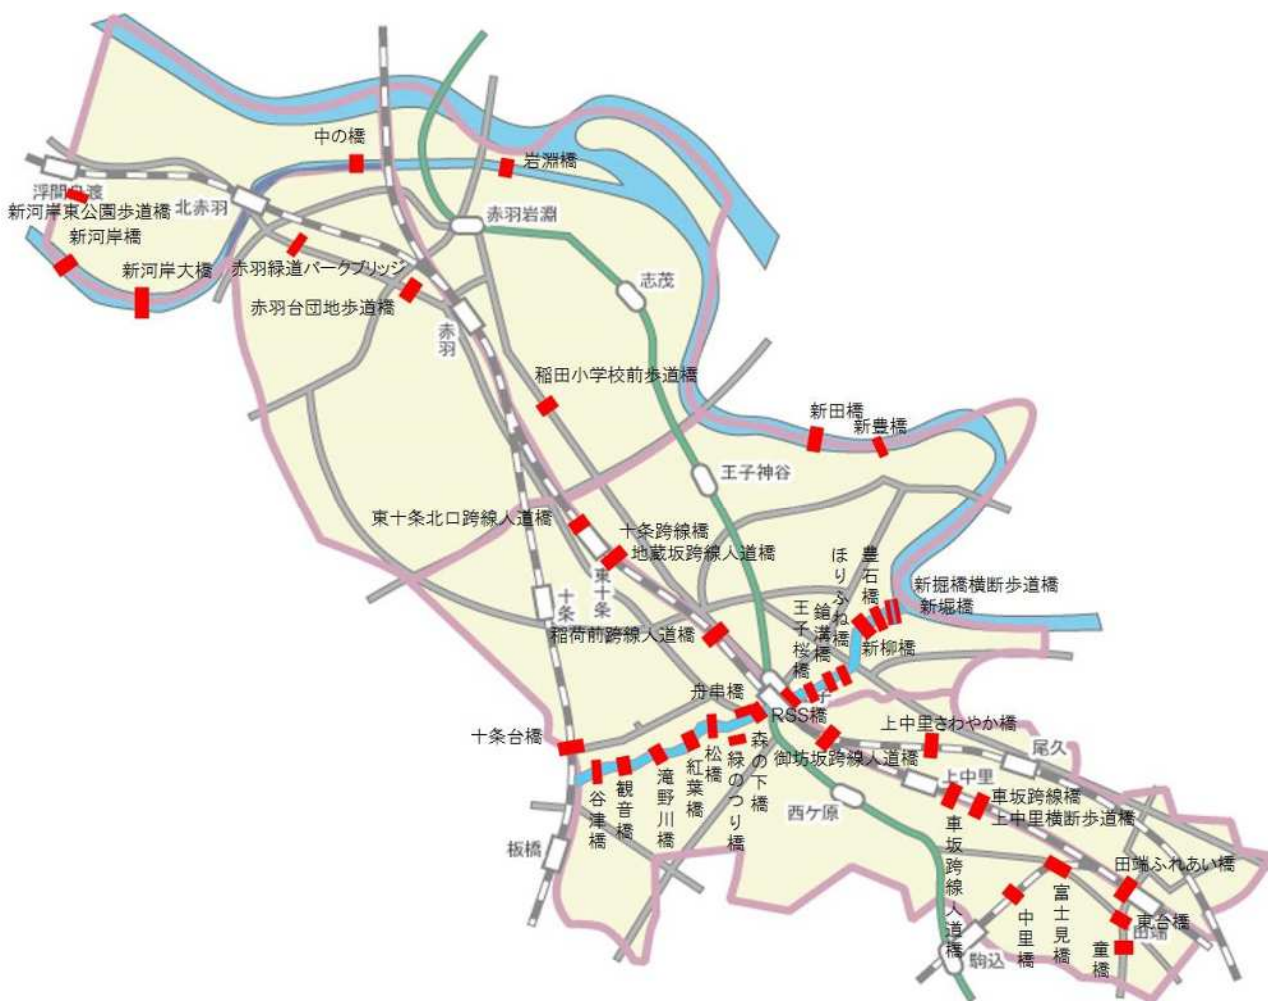 中の橋
岩淵橋
浮間舟渡
新河岸東公園歩道橋
北赤羽
赤羽岩淵
新河岸橋
新河岸大橋
赤羽緑道パークブリッジ
赤羽台団地歩道橋
志茂
赤羽
稲田小学校前歩道橋
新田橋
新豊橋
王子神谷
東十条北口跨線人道橋
十条跨線橋
地蔵坂跨線人道橋
東十条
十条
豊石橋
ほりふね橋
新掘橋横断歩道橋
新堀橋
鎗溝橋
王子桜橋
稲荷前跨線人道橋
新柳橋
子
舟串橋
RSS橋
十条台橋
上中里さわやか橋
尾久
御坊坂跨線人道橋
森の下橋
緑のつり橋
松橋
紅葉橋
滝野川橋
観音橋
谷津橋
上中里
西ケ原
車坂跨線橋
上中里横断歩道橋
車坂跨線人道橋
板橋
田端ふれあい橋
東台橋
田端
童橋
富士見橋
中里橋
駒込